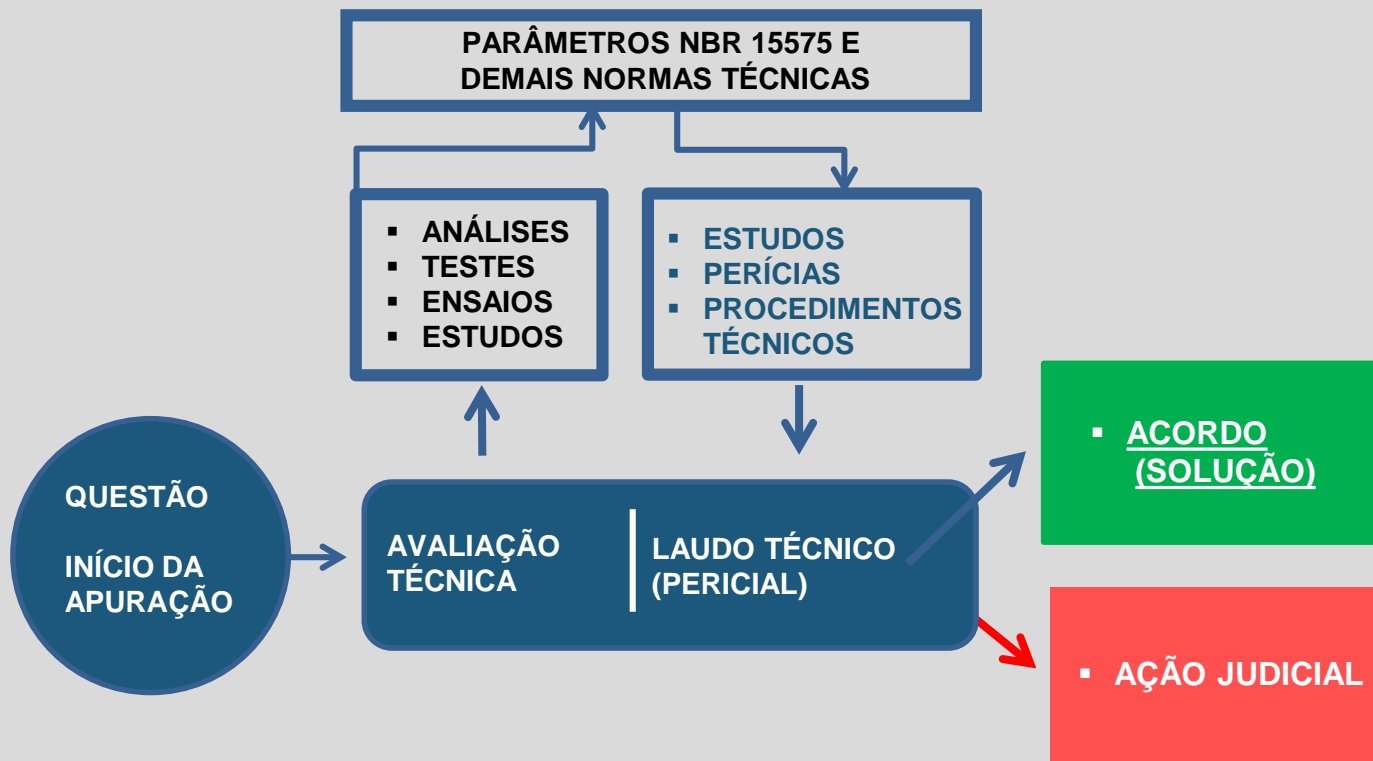 PARÂMETROS NBR 15575 E
DEMAIS NORMAS TÉCNICAS
▪ ANÁLISES
▪ TESTES
▪ ENSAIOS
▪ ESTUDOS
▪ ESTUDOS
▪ PERÍCIAS
▪ PROCEDIMENTOS
TÉCNICOS
QUESTÃO
INÍCIO DA
APURAÇÃO
AVALIAÇÃO
TÉCNICA
LAUDO TÉCNICO
(PERICIAL)
▪ ACORDO
(SOLUÇÃO)
▪ AÇÃO JUDICIAL